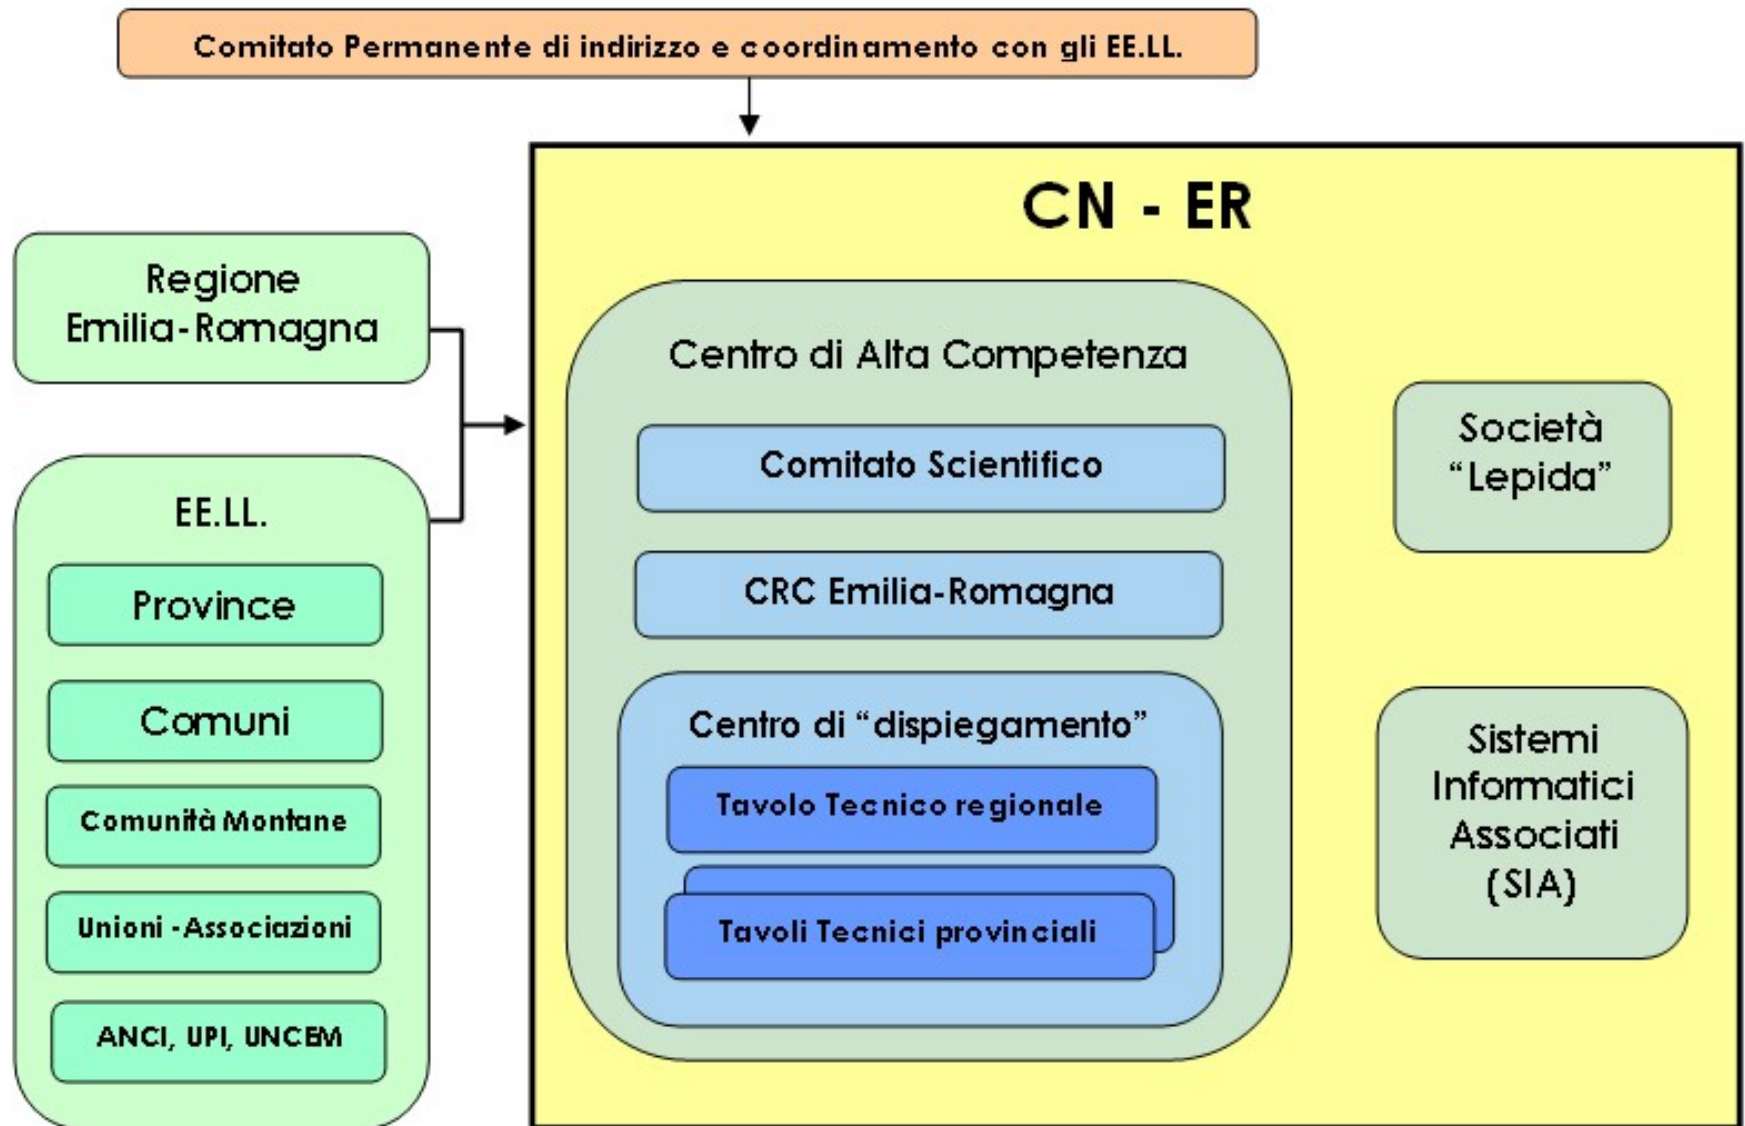 Comitato Permanente di indirizzo e coordinamento con gli EE.LL.
CN - ER
Regione
Emilia-Romagna
EE.LL.
Province
Comuni
Comunità Montane
Unioni -Associazioni
ANCI, UPI, UNCEM
Centro di Alta Competenza
Comitato Scientifico
CRC Emilia-Romagna
Centro di “dispiegamento”
Tavolo Tecnico regionale
Tavoli Tecnici provinciali
Società
“Lepida”
Sistemi
Informatici
Associati
(SIA)